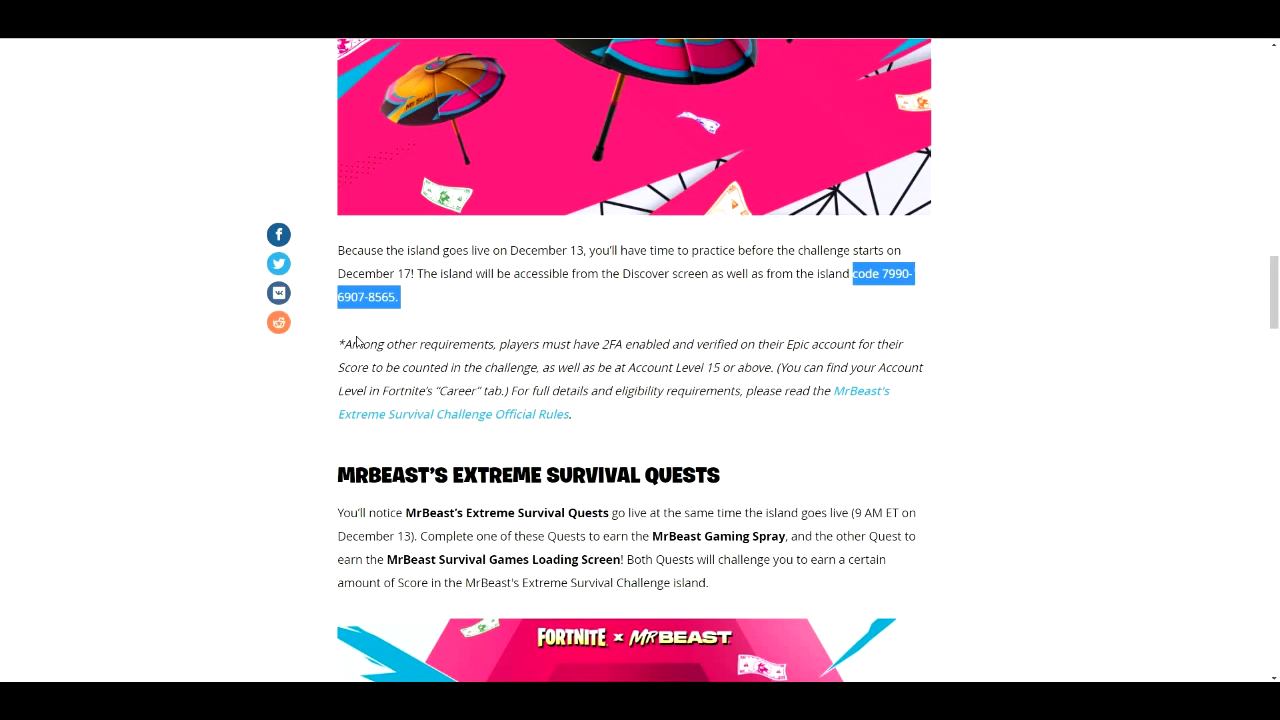 MR BEAST
Because the island goes live on December 13, you'll have time to practice before the challenge starts on
December 17! The island will be accessible from the Discover screen as well as from the island code 7990-
6907-8565.
*Among other requirements, players must have 2FA enabled and verified on their Epic account for their
Score to be counted in the challenge, as well as be at Account Level 15 or above. (You can find your Account
Level in Fortnite's "Career" tab.) For full details and eligibility requirements, please read the MrBeast's
Extreme Survival Challenge Official Rules.
MRBEAST'S EXTREME SURVIVAL QUESTS
You'll notice MrBeast's Extreme Survival Quests go live at the same time the island goes live (9 AM ET on
December 13). Complete one of these Quests to earn the MrBeast Gaming Spray, and the other Quest to
earn the MrBeast Survival Games Loading Screen! Both Quests will challenge you to earn a certain
amount of Score in the MrBeast's Extreme Survival Challenge island.
FORTNITE x MRBEAST